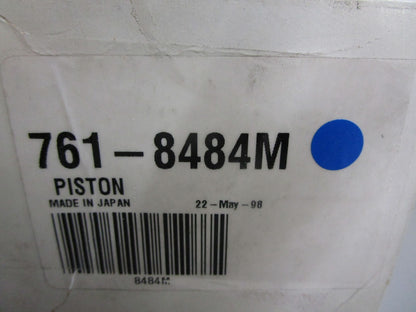 761-8484M
PISTON
MADE IN JAPAN 22-May-98
8484M